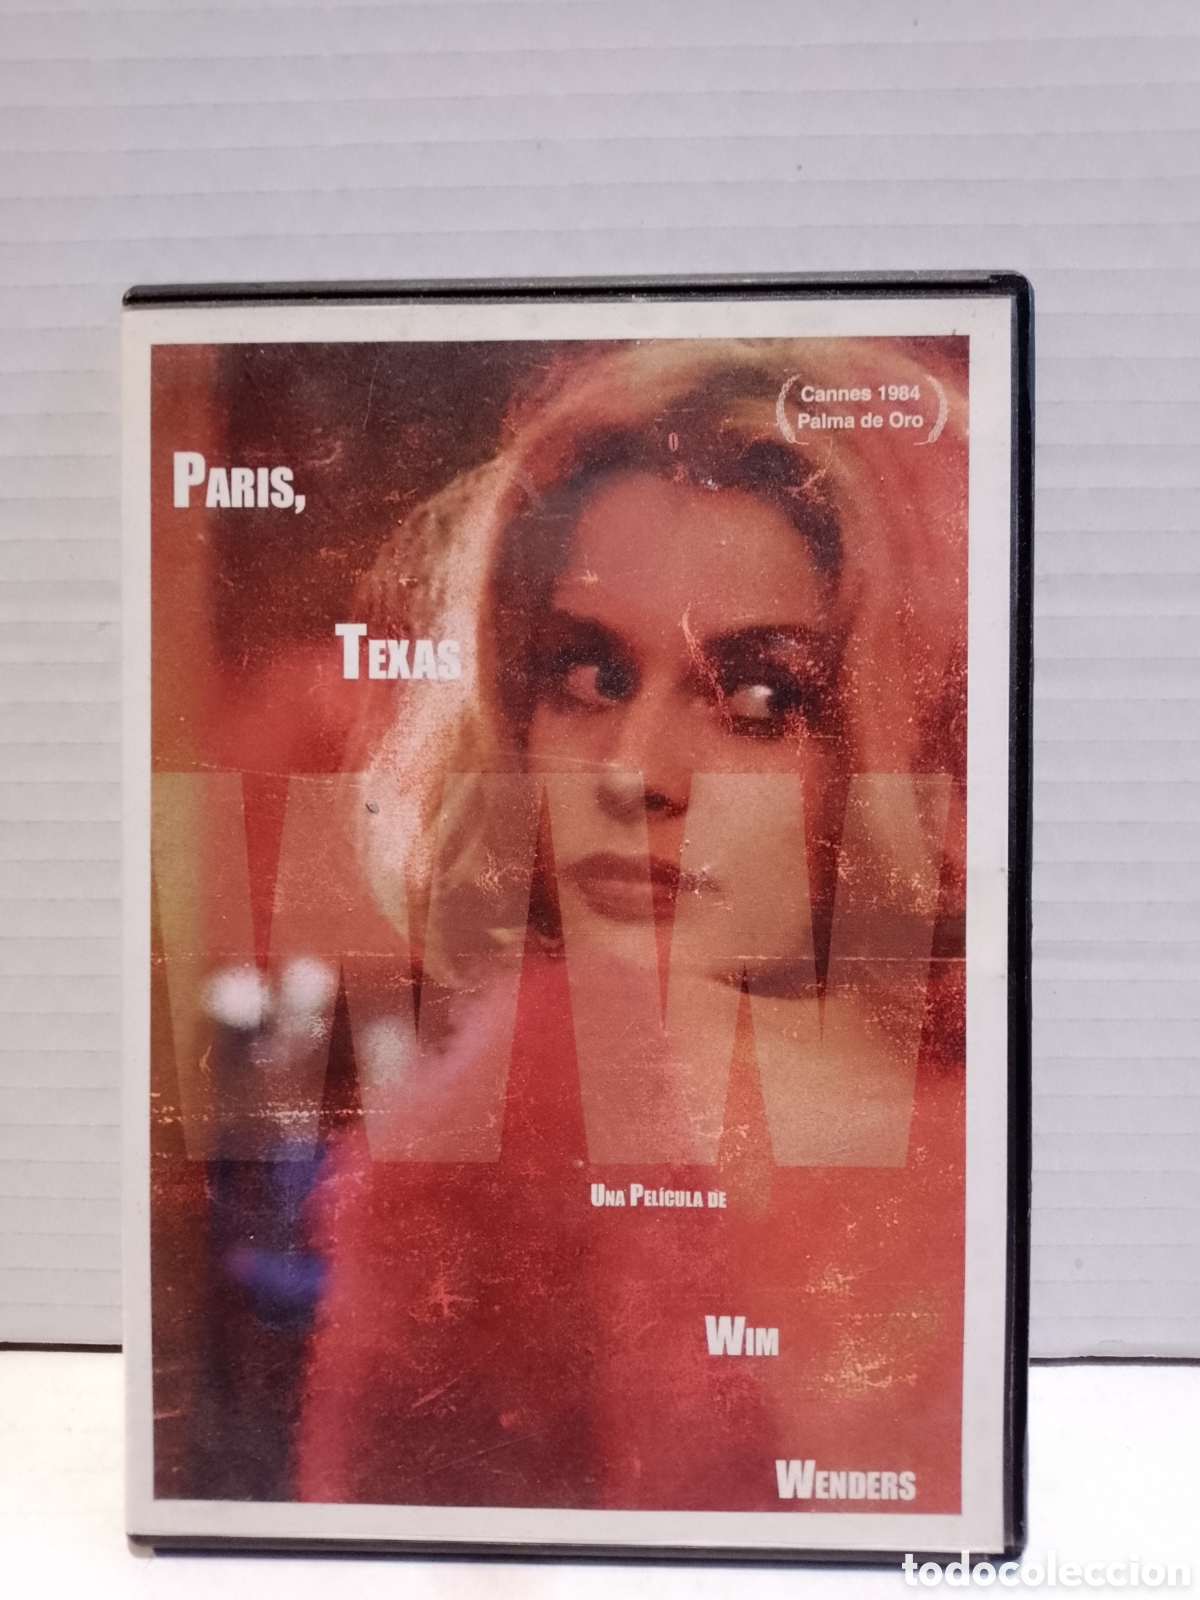 Cannes 1984
Palma de Oro
PARIS,
TEXAS
WW
UNA PELÍCULA DE
WIM
WENDERS
todocoleccion